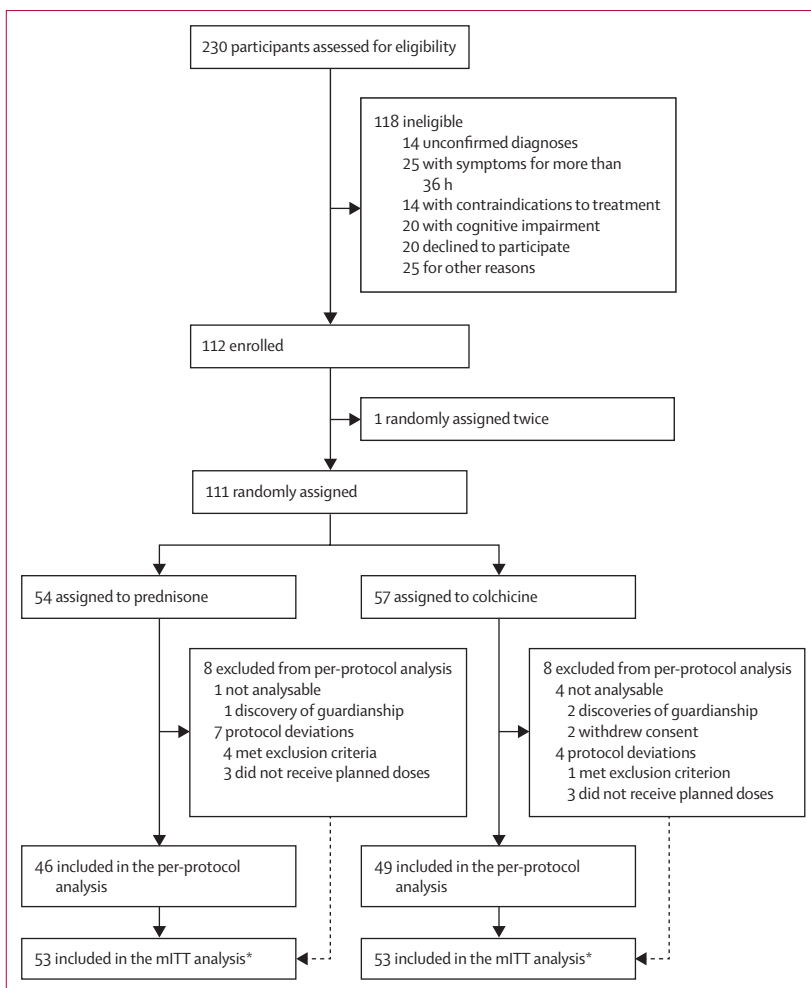 230 participants assessed for eligibility
118 ineligible
14 unconfirmed diagnoses
25 with symptoms for more than
36 h
14 with contraindications to treatment
20 with cognitive impairment
20 declined to participate
25 for other reasons
112 enrolled
1 randomly assigned twice
111 randomly assigned
54 assigned to prednisone
57 assigned to colchicine
8 excluded from per-protocol analysis
1 not analysable
1 discovery of guardianship
7 protocol deviations
4 met exclusion criteria
3 did not receive planned doses
8 excluded from per-protocol analysis
4 not analysable
2 discoveries of guardianship
2 withdrew consent
4 protocol deviations
1 met exclusion criterion
3 did not receive planned doses
46 included in the per-protocol
analysis
49 included in the per-protocol
analysis
53 included in the mITT analysis*
53 included in the mITT analysis*